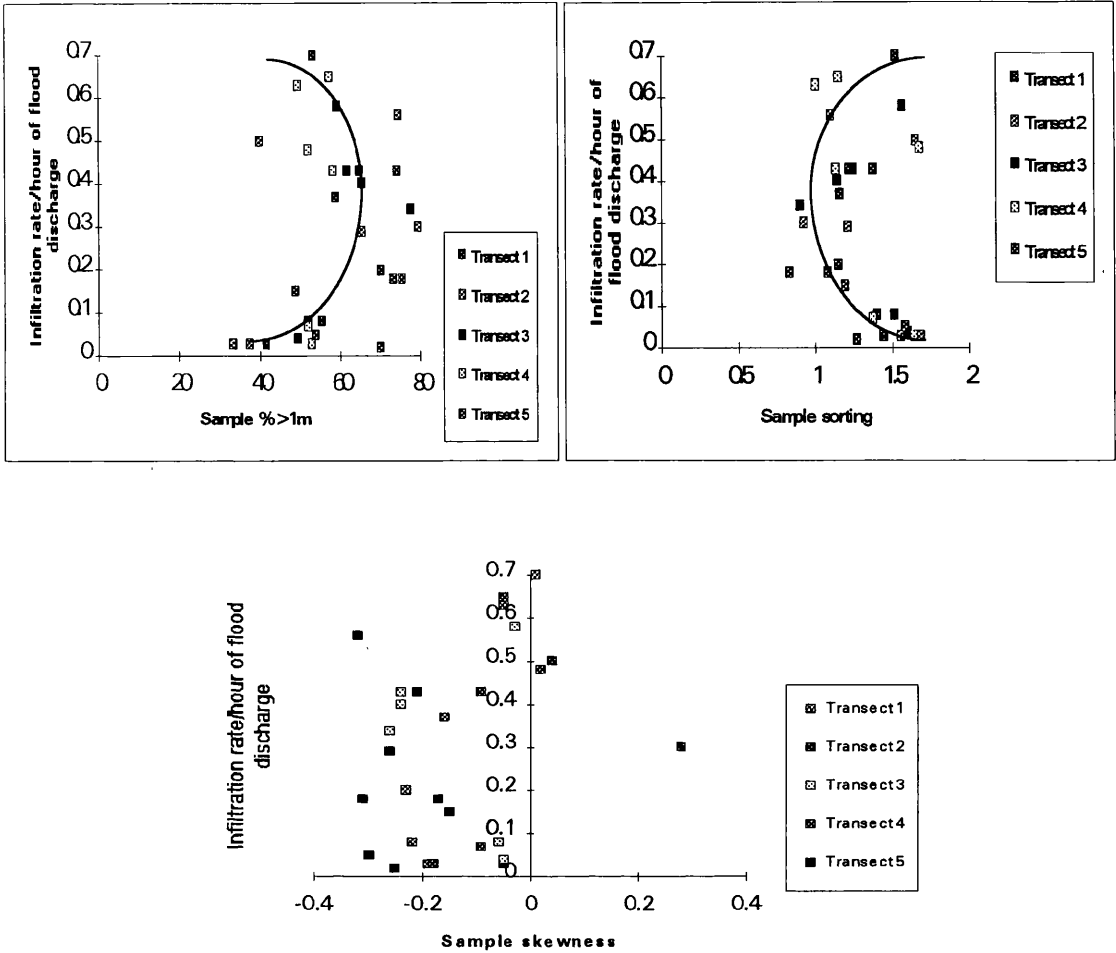 Infiltration rate/hour of flood
discharge
0.7
0.6
0.5
0.4
0.3
0.2
0.1
0
0 20 40 60 80
Sample %>1m
Transect 1
Transect 2
Transect 3
Transect 4
Transect 5
Infiltration rate/hour of
flood discharge
0.7
0.6
0.5
0.4
0.3
0.2
0.1
0
0 0.5 1 1.5 2
Sample sorting
Transect 1
Transect 2
Transect 3
Transect 4
Transect 5
Infiltration rate/hour of flood
discharge
0.7
0.6
0.5
0.4
0.3
0.2
0.1
0
-0.4 -0.2 0 0.2 0.4
Sample skewness
Transect 1
Transect 2
Transect 3
Transect 4
Transect 5